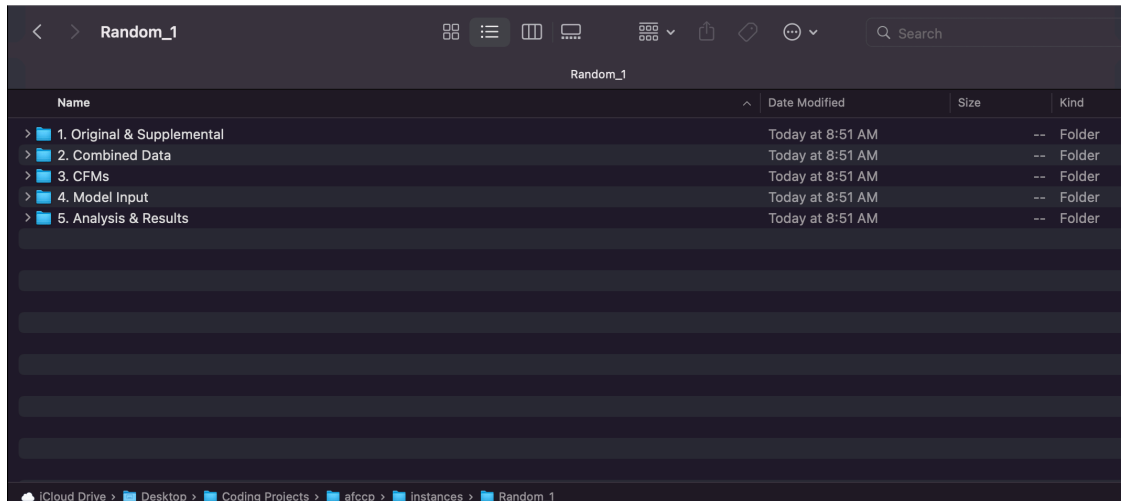 Random_1
Search
Random_1
Name Date Modified Size Kind
1. Original & Supplemental Today at 8:51 AM -- Folder
2. Combined Data Today at 8:51 AM -- Folder
3. CFMs Today at 8:51 AM -- Folder
4. Model Input Today at 8:51 AM -- Folder
5. Analysis & Results Today at 8:51 AM -- Folder
iCloud Drive › Desktop › Coding Projects › afccp › instances › Random_1